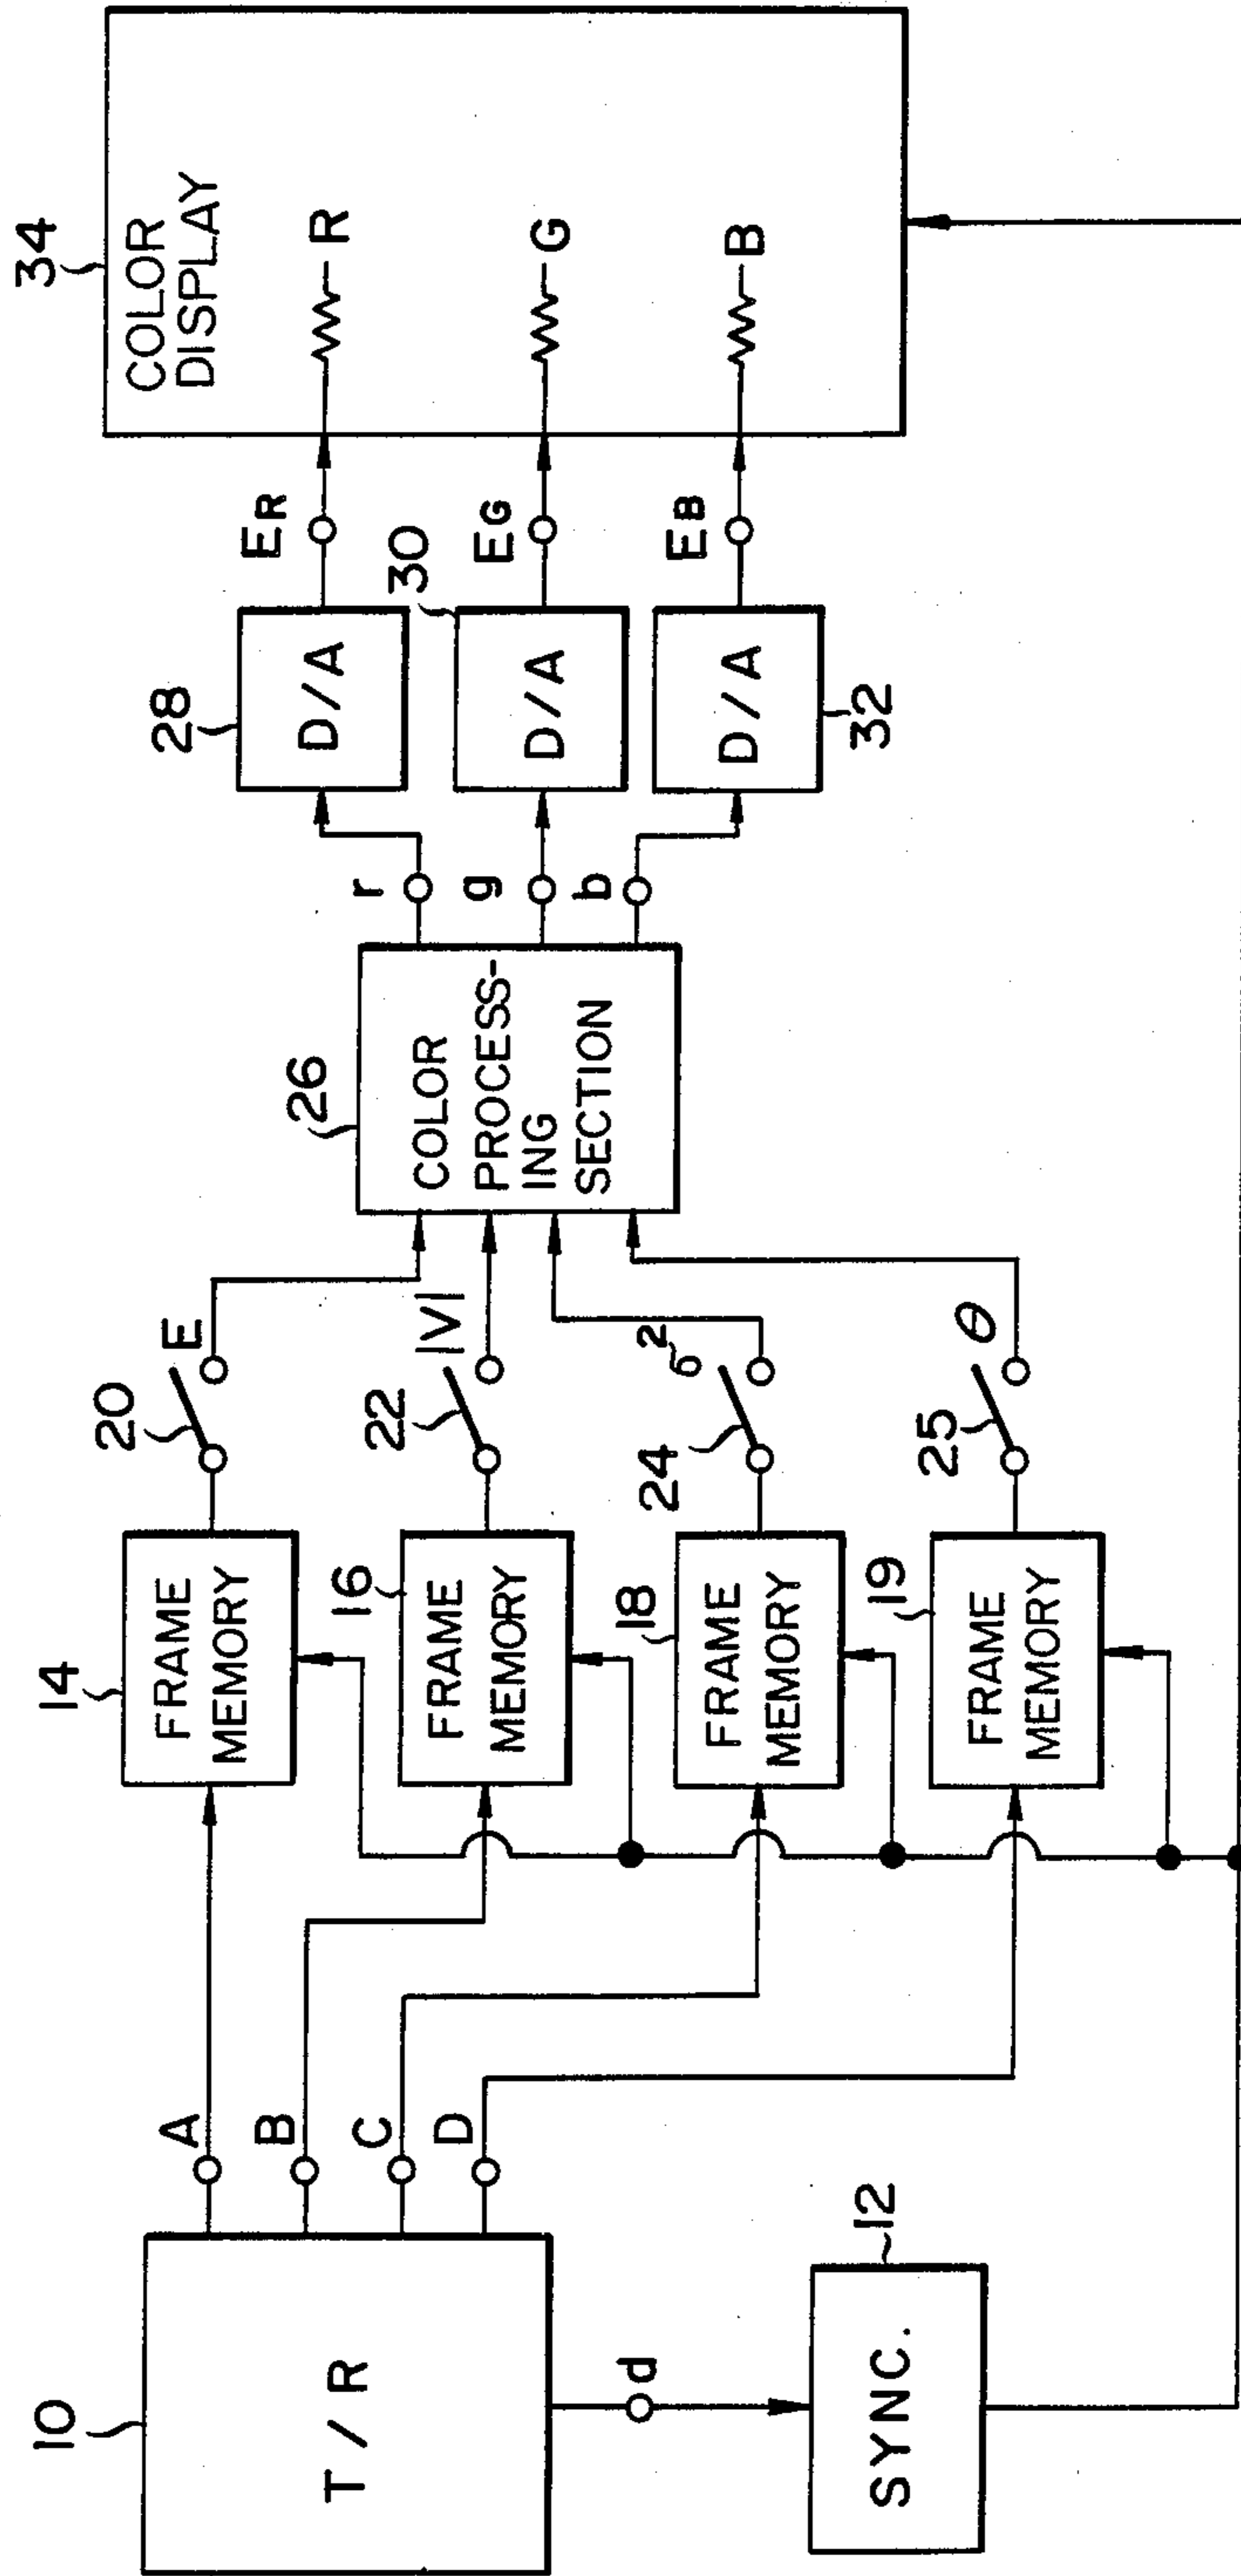 10
T/R
A
B
C
D
d
12
SYNC.
14
FRAME
MEMORY
16
FRAME
MEMORY
18
FRAME
MEMORY
19
FRAME
MEMORY
20
E
22
|V|
24
σ²
25
θ
26
COLOR
PROCESS-
ING
SECTION
r
g
b
28
D/A
30
D/A
32
D/A
ER
EG
EB
34
COLOR
DISPLAY
R
G
B